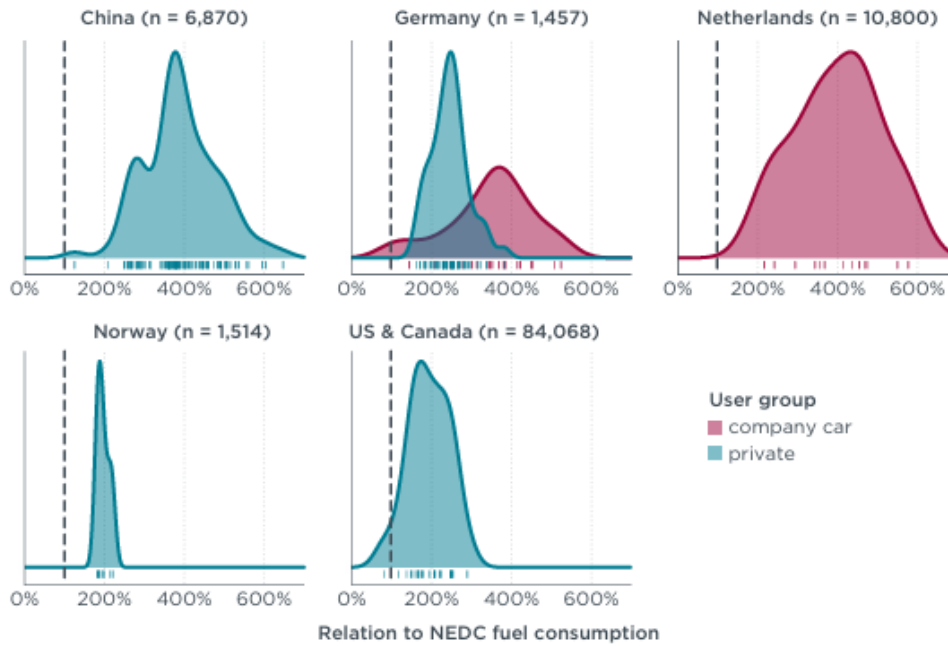 China (n = 6,870)
Germany (n = 1,457)
Netherlands (n = 10,800)
0% 200% 400% 600%
0% 200% 400% 600%
0% 200% 400% 600%
Norway (n = 1,514)
US & Canada (n = 84,068)
User group
company car
private
0% 200% 400% 600%
0% 200% 400% 600%
Relation to NEDC fuel consumption